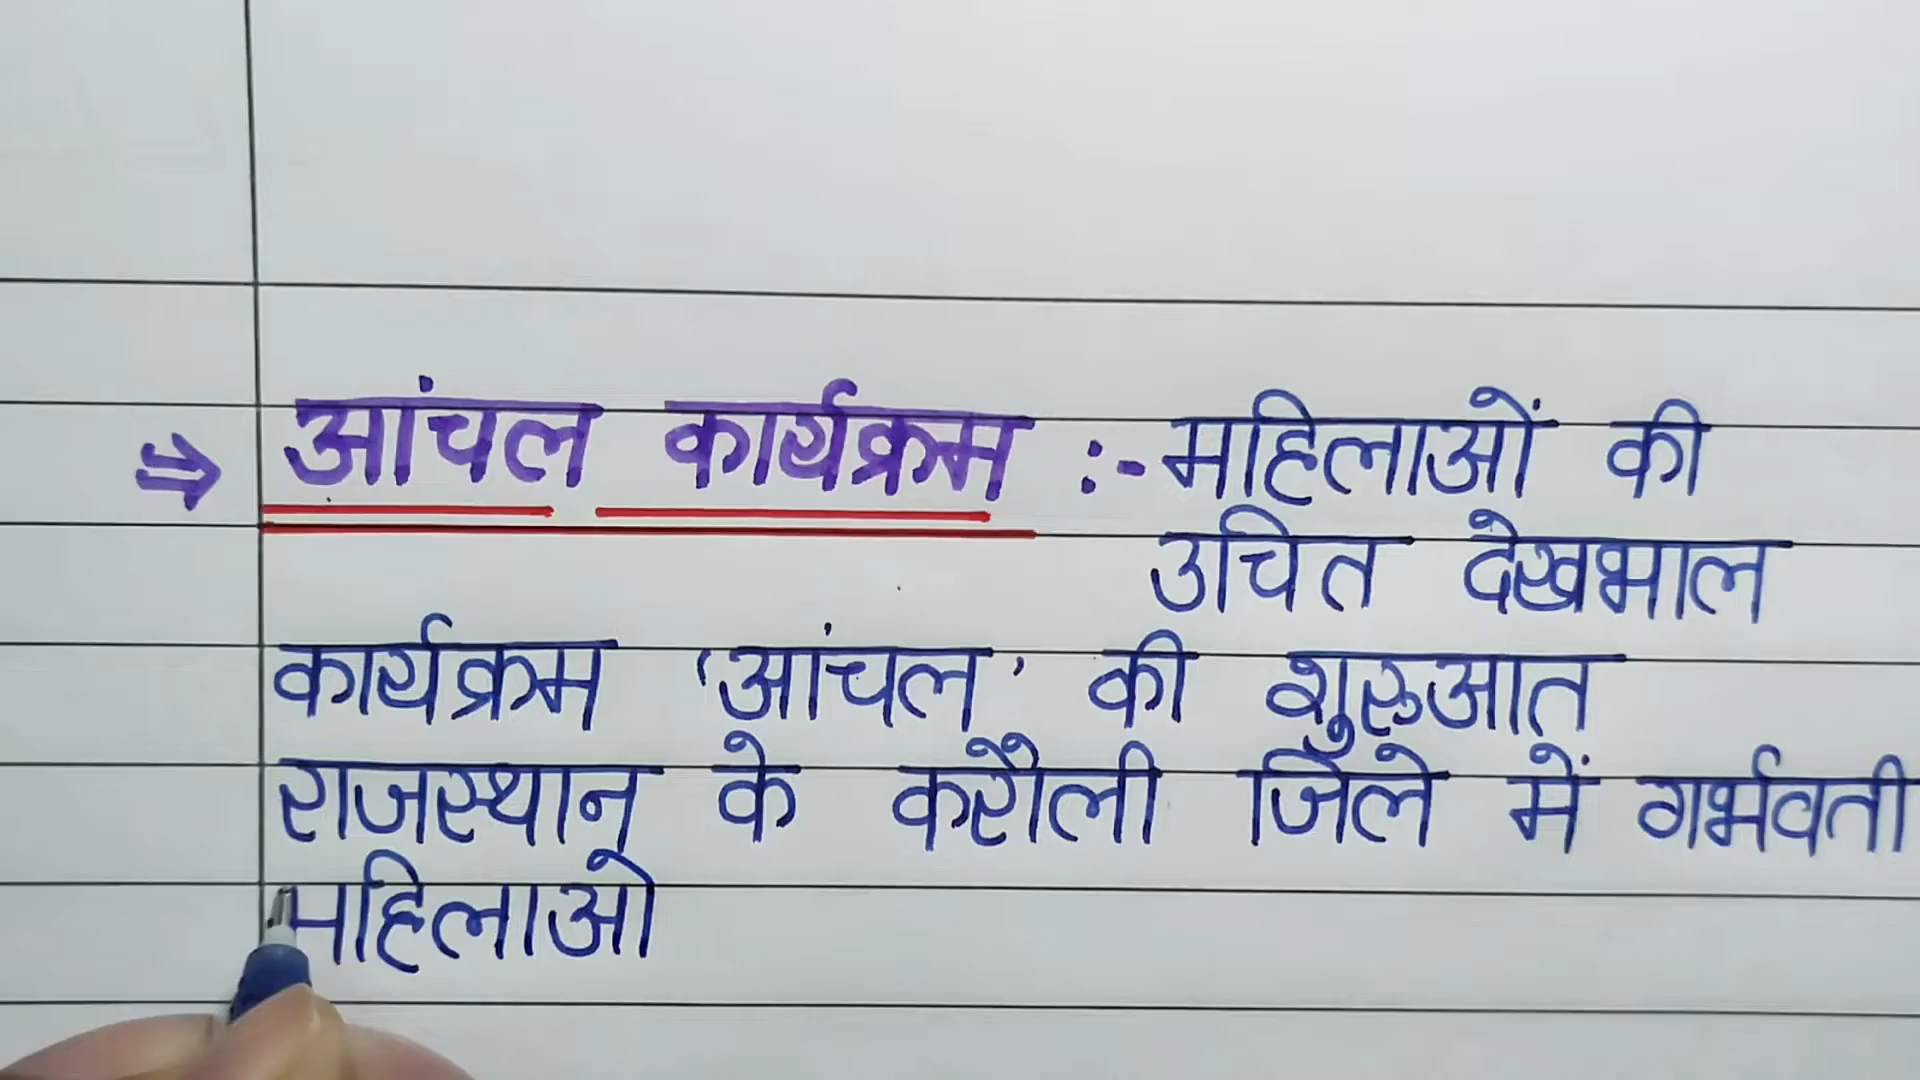 ⇒ आंचल कार्यक्रम :- महिलाओं की
उचित देखभाल
कार्यक्रम 'आंचल' की शुरुआत
राजस्थान के करौली जिले में गर्भवती
महिलाओ